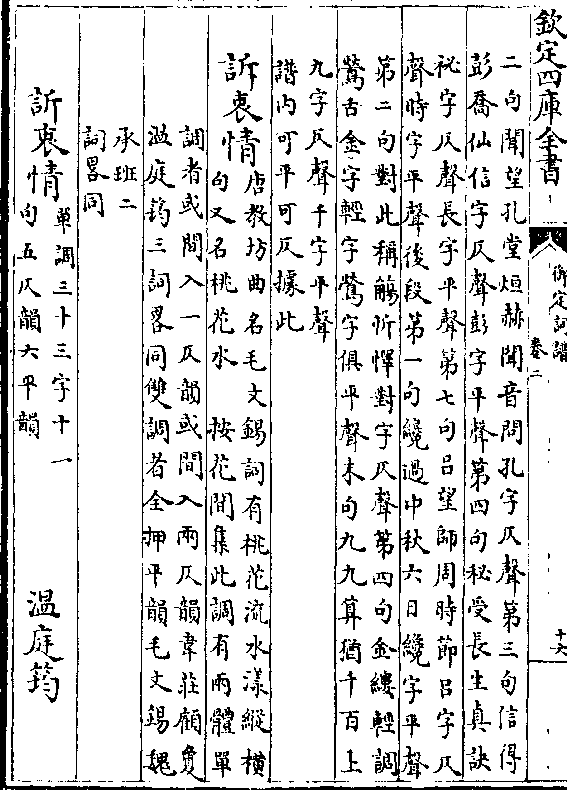 欽定四庫全書
御定詞譜
卷二
十六
二句聞望孔堂烜赫聞音問孔字仄聲第三句信得
彭喬仙信字仄聲彭字平聲第四句秘受長生真訣
祕字仄聲長字平聲第七句吕望師周時節吕字仄
聲時字平聲後段第一句纔過中秋六日纔字平聲
第二句對此稱觴忻懌對字仄聲第四句金縷輕調
鶯舌金字輕字鶯字俱平聲末句九九算猶千百上
九字仄聲千字平聲
譜内可平可仄據此
訴衷情唐教坊曲名毛文錫詞有桃花流水漾縱橫
句又名桃花水　按花間集此調有兩體單
調者或間入一仄韻或間入兩仄韻韋莊顧夐
温庭筠三詞畧同雙調者全押平韻毛文錫魏
承班二
詞畧同
訴衷情單調三十三字十一
句五仄韻六平韻
温庭筠